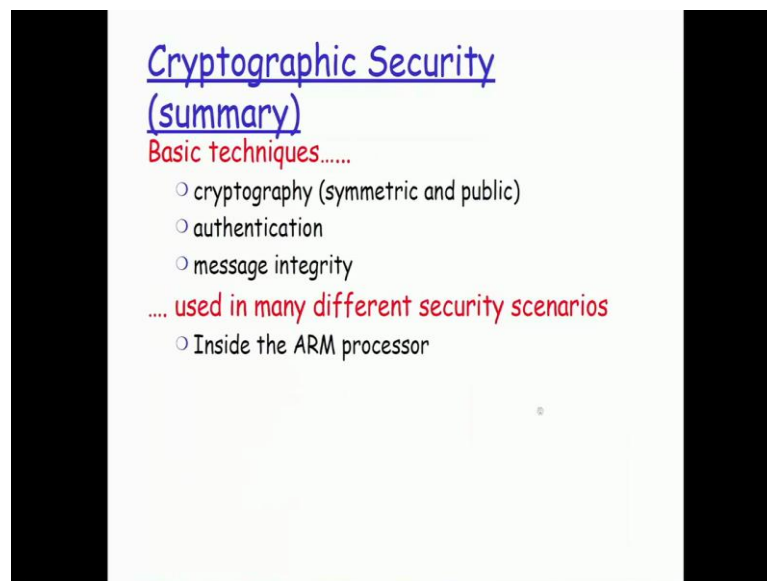 Cryptographic Security
(summary)
Basic techniques......
cryptography (symmetric and public)
authentication
message integrity
.... used in many different security scenarios
Inside the ARM processor